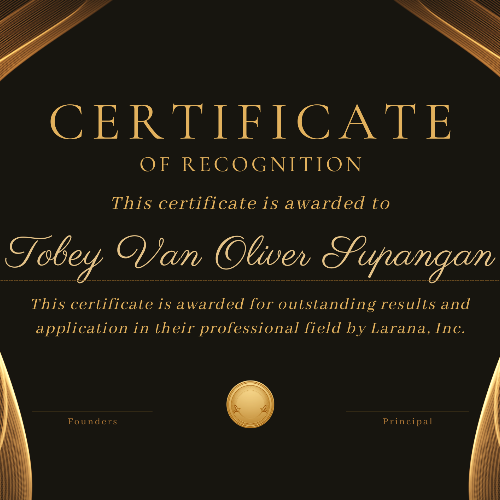 CERTIFICATE
OF RECOGNITION
This certificate is awarded to
Tobey Van Oliver Supangan
This certificate is awarded for outstanding results and
application in their professional field by Larana, Inc.
Founders
Principal